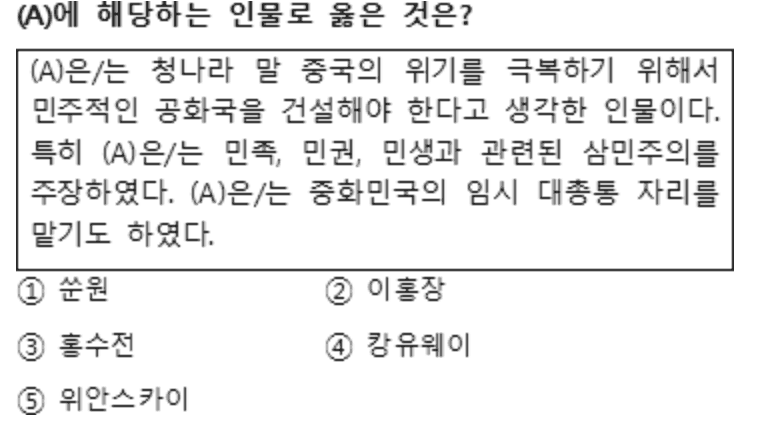 (A)에 해당하는 인물로 옳은 것은?
(A)은/는 청나라 말 중국의 위기를 극복하기 위해서
민주적인 공화국을 건설해야 한다고 생각한 인물이다.
특히 (A)은/는 민족, 민권, 민생과 관련된 삼민주의를
주장하였다. (A)은/는 중화민국의 임시 대총통 자리를
맡기도 하였다.
① 쑨원 ② 이홍장
③ 홍수전 ④ 캉유웨이
⑤ 위안스카이